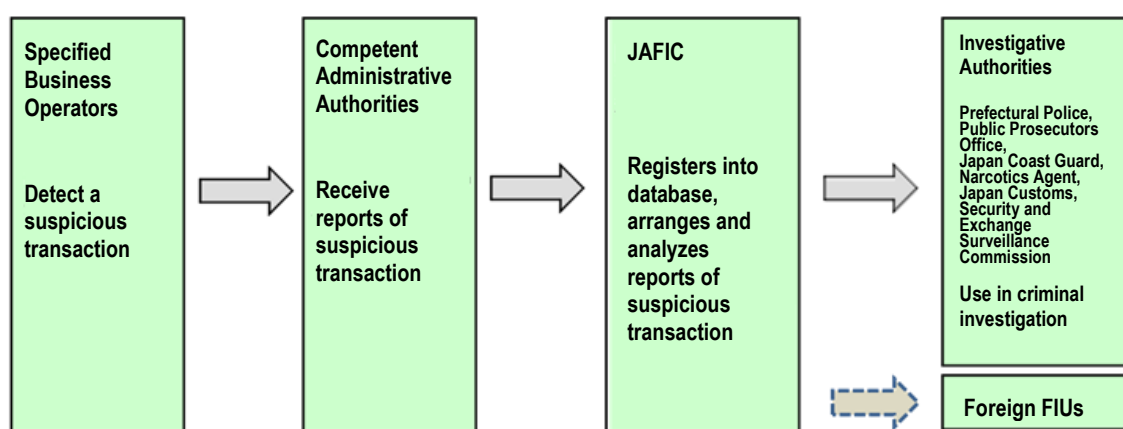 Specified
Business
Operators
Detect a
suspicious
transaction
Competent
Administrative
Authorities
Receive
reports of
suspicious
transaction
JAFIC
Registers into
database,
arranges and
analyzes
reports of
suspicious
transaction
Investigative
Authorities
Prefectural Police,
Public Prosecutors
Office,
Japan Coast Guard,
Narcotics Agent,
Japan Customs,
Security and
Exchange
Surveillance
Commission
Use in criminal
investigation
Foreign FIUs